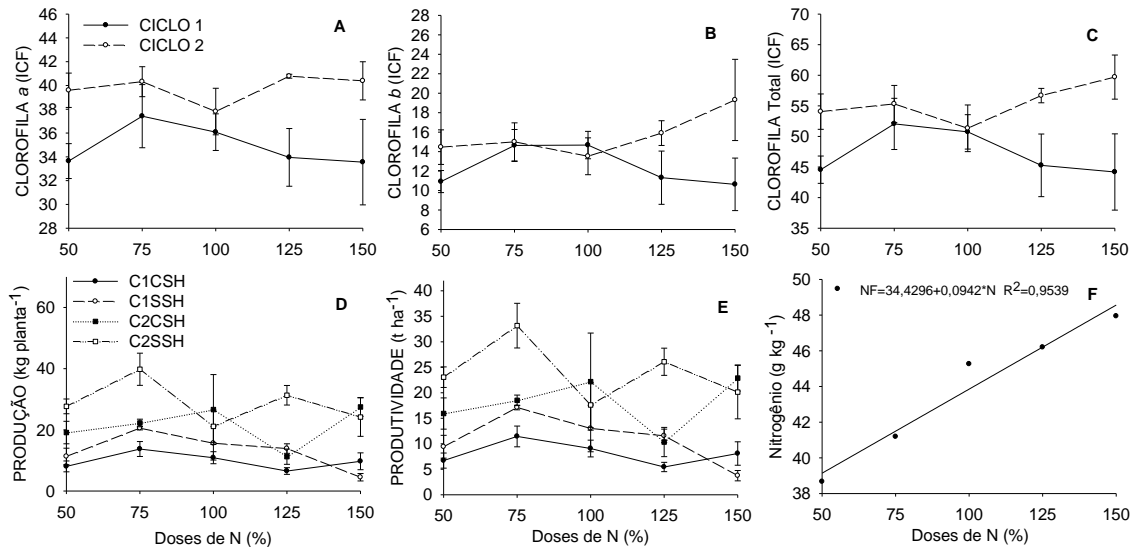 CICLO 1
CICLO 2
A
CLOROFILA a (ICF)
46
44
42
40
38
36
34
32
30
28
50 75 100 125 150
B
CLOROFILA b (ICF)
26
24
22
20
18
16
14
12
10
8
6
50 75 100 125 150
C
CLOROFILA Total (ICF)
70
65
60
55
50
45
40
35
50 75 100 125 150
C1CSH
C1SSH
C2CSH
C2SSH
D
PRODUÇÃO (kg planta-1)
60
40
20
0
50 75 100 125 150
Doses de N (%)
C1CSH
C1SSH
C2CSH
C2SSH
E
PRODUTIVIDADE (t ha-1)
40
35
30
25
20
15
10
5
0
50 75 100 125 150
Doses de N (%)
NF=34,4296+0,0942*N R2=0,9539
F
Nitrogênio (g kg-1)
50
48
46
44
42
40
38
50 75 100 125 150
Doses de N (%)